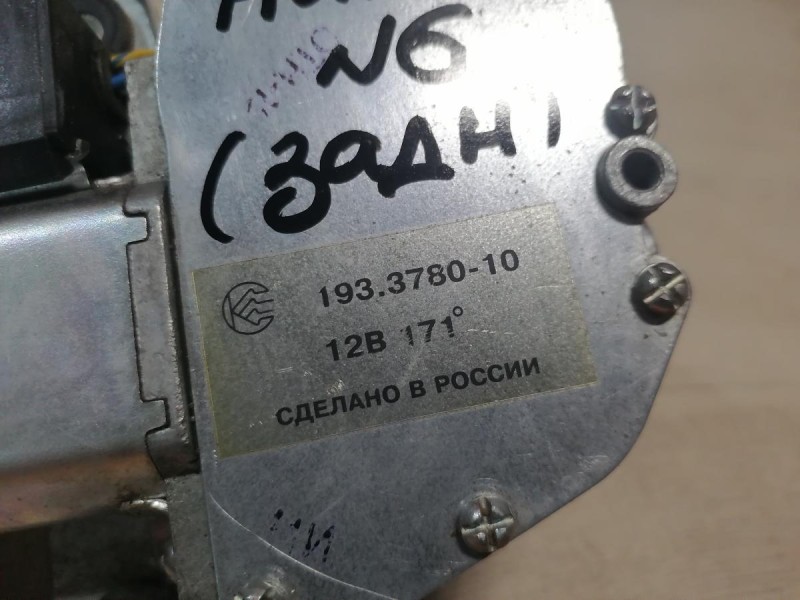 N6
(ЗАДН)
193.3780-10
12В 171°
СДЕЛАНО В РОССИИ